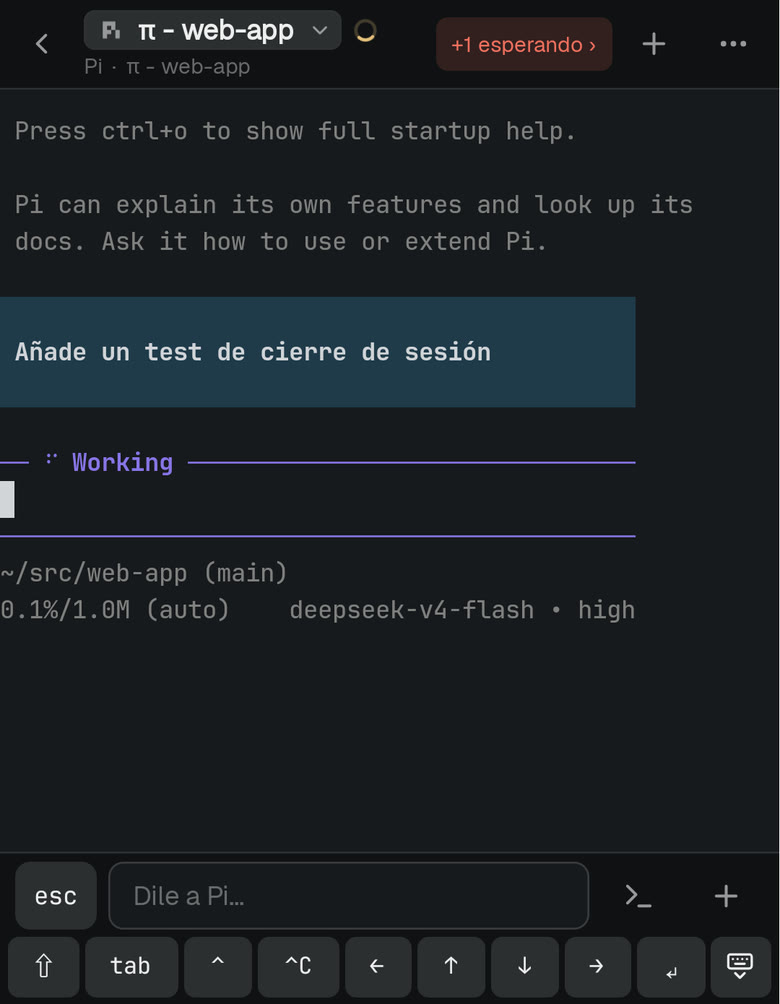 π - web-app
Pi · π - web-app
+1 esperando ›
Press ctrl+o to show full startup help.
Pi can explain its own features and look up its
docs. Ask it how to use or extend Pi.
Añade un test de cierre de sesión
Working
~/src/web-app (main)
0.1%/1.0M (auto) deepseek-v4-flash • high
esc Dile a Pi...
⇧ tab ^ ^C ← ↑ ↓ → ↵